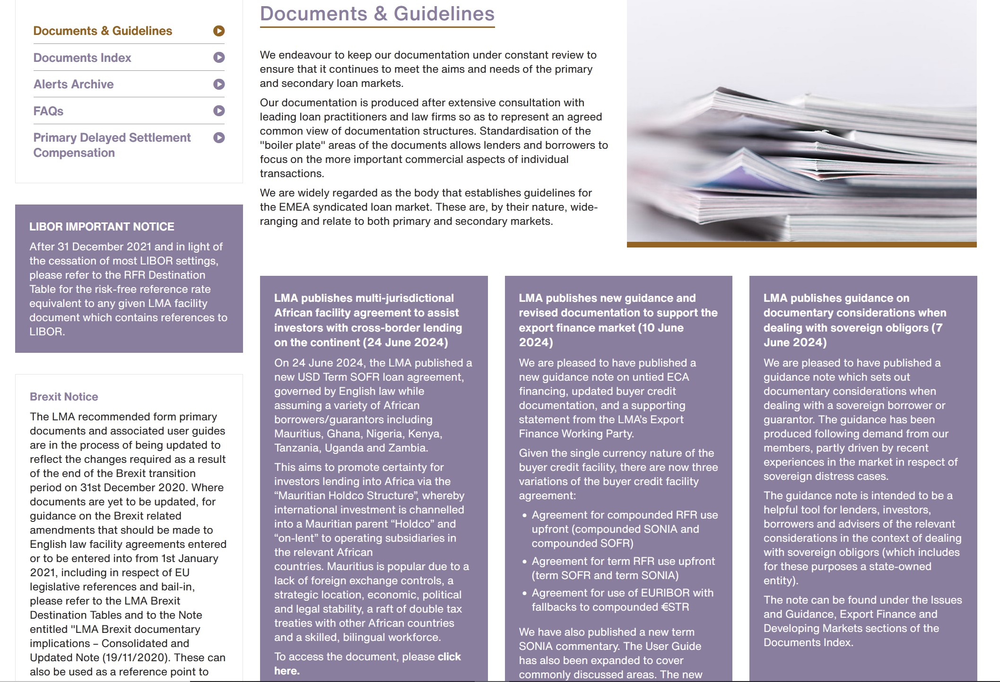 Documents & Guidelines
Documents Index
Alerts Archive
FAQs
Primary Delayed Settlement
Compensation
LIBOR IMPORTANT NOTICE
After 31 December 2021 and in light of
the cessation of most LIBOR settings,
please refer to the RFR Destination
Table for the risk-free reference rate
equivalent to any given LMA facility
document which contains references to
LIBOR.
Brexit Notice
The LMA recommended form primary
documents and associated user guides
are in the process of being updated to
reflect the changes required as a result
of the end of the Brexit transition
period on 31st December 2020. Where
documents are yet to be updated, for
guidance on the Brexit related
amendments that should be made to
English law facility agreements entered
or to be entered into from 1st January
2021, including in respect of EU
legislative references and bail-in,
please refer to the LMA Brexit
Destination Tables and to the Note
entitled "LMA Brexit documentary
implications – Consolidated and
Updated Note (19/11/2020). These can
also be used as a reference point to
Documents & Guidelines
We endeavour to keep our documentation under constant review to
ensure that it continues to meet the aims and needs of the primary
and secondary loan markets.
Our documentation is produced after extensive consultation with
leading loan practitioners and law firms so as to represent an agreed
common view of documentation structures. Standardisation of the
"boiler plate" areas of the documents allows lenders and borrowers to
focus on the more important commercial aspects of individual
transactions.
We are widely regarded as the body that establishes guidelines for
the EMEA syndicated loan market. These are, by their nature, wide-
ranging and relate to both primary and secondary markets.
LMA publishes multi-jurisdictional
African facility agreement to assist
investors with cross-border lending
on the continent (24 June 2024)
On 24 June 2024, the LMA published a
new USD Term SOFR loan agreement,
governed by English law while
assuming a variety of African
borrowers/guarantors including
Mauritius, Ghana, Nigeria, Kenya,
Tanzania, Uganda and Zambia.
This aims to promote certainty for
investors lending into Africa via the
“Mauritian Holdco Structure”, whereby
international investment is channelled
into a Mauritian parent “Holdco” and
“on-lent” to operating subsidiaries in
the relevant African
countries. Mauritius is popular due to a
lack of foreign exchange controls, a
strategic location, economic, political
and legal stability, a raft of double tax
treaties with other African countries
and a skilled, bilingual workforce.
To access the document, please click
here.
LMA publishes new guidance and
revised documentation to support the
export finance market (10 June
2024)
We are pleased to have published a
new guidance note on untied ECA
financing, updated buyer credit
documentation, and a supporting
statement from the LMA’s Export
Finance Working Party.
Given the single currency nature of the
buyer credit facility, there are now three
variations of the buyer credit facility
agreement:
• Agreement for compounded RFR use
upfront (compounded SONIA and
compounded SOFR)
• Agreement for term RFR use upfront
(term SOFR and term SONIA)
• Agreement for use of EURIBOR with
fallbacks to compounded €STR
We have also published a new term
SONIA commentary. The User Guide
has also been expanded to cover
commonly discussed areas. The new
LMA publishes guidance on
documentary considerations when
dealing with sovereign obligors (7
June 2024)
We are pleased to have published a
guidance note which sets out
documentary considerations when
dealing with a sovereign borrower or
guarantor. The guidance has been
produced following demand from our
members, partly driven by recent
experiences in the market in respect of
sovereign distress cases.
The guidance note is intended to be a
helpful tool for lenders, investors,
borrowers and advisers of the relevant
considerations in the context of dealing
with sovereign obligors (which includes
for these purposes a state-owned
entity).
The note can be found under the Issues
and Guidance, Export Finance and
Developing Markets sections of the
Documents Index.